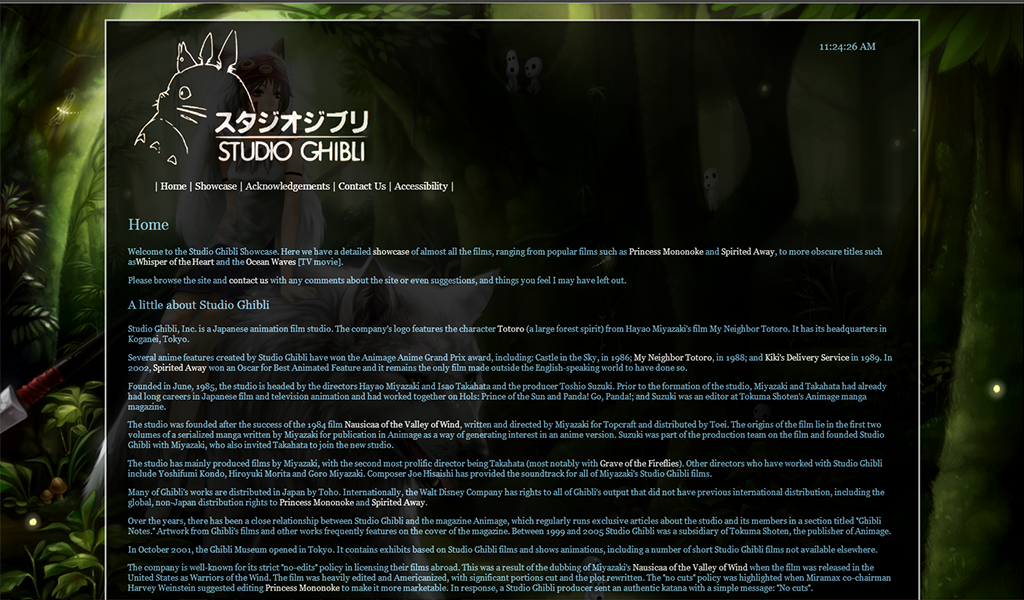 11:24:26 AM
スタジオジブリ
STUDIO GHIBLI
| Home | Showcase | Acknowledgements | Contact Us | Accessibility |
Home
Welcome to the Studio Ghibli Showcase. Here we have a detailed showcase of almost all the films, ranging from popular films such as Princess Mononoke and Spirited Away, to more obscure titles such
asWhisper of the Heart and the Ocean Waves [TV movie].
Please browse the site and contact us with any comments about the site or even suggestions, and things you feel I may have left out.
A little about Studio Ghibli
Studio Ghibli, Inc. is a Japanese animation film studio. The company's logo features the character Totoro (a large forest spirit) from Hayao Miyazaki's film My Neighbor Totoro. It has its headquarters in
Koganei, Tokyo.
Several anime features created by Studio Ghibli have won the Animage Anime Grand Prix award, including: Castle in the Sky, in 1986; My Neighbor Totoro, in 1988; and Kiki's Delivery Service in 1989. In
2002, Spirited Away won an Oscar for Best Animated Feature and it remains the only film made outside the English-speaking world to have done so.
Founded in June, 1985, the studio is headed by the directors Hayao Miyazaki and Isao Takahata and the producer Toshio Suzuki. Prior to the formation of the studio, Miyazaki and Takahata had already
had long careers in Japanese film and television animation and had worked together on Hols: Prince of the Sun and Panda! Go, Panda!; and Suzuki was an editor at Tokuma Shoten's Animage manga
magazine.
The studio was founded after the success of the 1984 film Nausicaa of the Valley of Wind, written and directed by Miyazaki for Topcraft and distributed by Toei. The origins of the film lie in the first two
volumes of a serialized manga written by Miyazaki for publication in Animage as a way of generating interest in an anime version. Suzuki was part of the production team on the film and founded Studio
Ghibli with Miyazaki, who also invited Takahata to join the new studio.
The studio has mainly produced films by Miyazaki, with the second most prolific director being Takahata (most notably with Grave of the Fireflies). Other directors who have worked with Studio Ghibli
include Yoshifumi Kondo, Hiroyuki Morita and Goro Miyazaki. Composer Joe Hisaishi has provided the soundtrack for all of Miyazaki's Studio Ghibli films.
Many of Ghibli's works are distributed in Japan by Toho. Internationally, the Walt Disney Company has rights to all of Ghibli's output that did not have previous international distribution, including the
global, non-Japan distribution rights to Princess Mononoke and Spirited Away.
Over the years, there has been a close relationship between Studio Ghibli and the magazine Animage, which regularly runs exclusive articles about the studio and its members in a section titled "Ghibli
Notes." Artwork from Ghibli's films and other works frequently features on the cover of the magazine. Between 1999 and 2005 Studio Ghibli was a subsidiary of Tokuma Shoten, the publisher of Animage.
In October 2001, the Ghibli Museum opened in Tokyo. It contains exhibits based on Studio Ghibli films and shows animations, including a number of short Studio Ghibli films not available elsewhere.
The company is well-known for its strict "no-edits" policy in licensing their films abroad. This was a result of the dubbing of Miyazaki's Nausicaa of the Valley of Wind when the film was released in the
United States as Warriors of the Wind. The film was heavily edited and Americanized, with significant portions cut and the plot rewritten. The "no cuts" policy was highlighted when Miramax co-chairman
Harvey Weinstein suggested editing Princess Mononoke to make it more marketable. In response, a Studio Ghibli producer sent an authentic katana with a simple message: "No cuts".